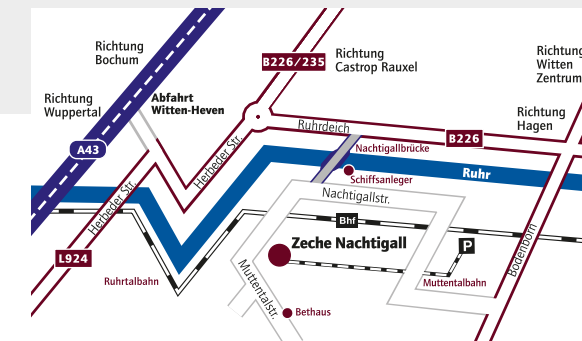 Richtung
Bochum
B226/235
Richtung
Castrop Rauxel
Richtung
Witten
Zentrum
Richtung
Wuppertal
Abfahrt
Witten-Heven
Richtung
Hagen
Ruhrdeich
B226
A43
Herbeder Str.
Nachtigallbrücke
Schiffsanleger
Ruhr
Herbeder Str.
Nachtigallstr.
Bhf
Zeche Nachtigall
P
L924
Bodenborn
Ruhrtalbahn
Muttentalstr.
Muttentalbahn
Bethaus